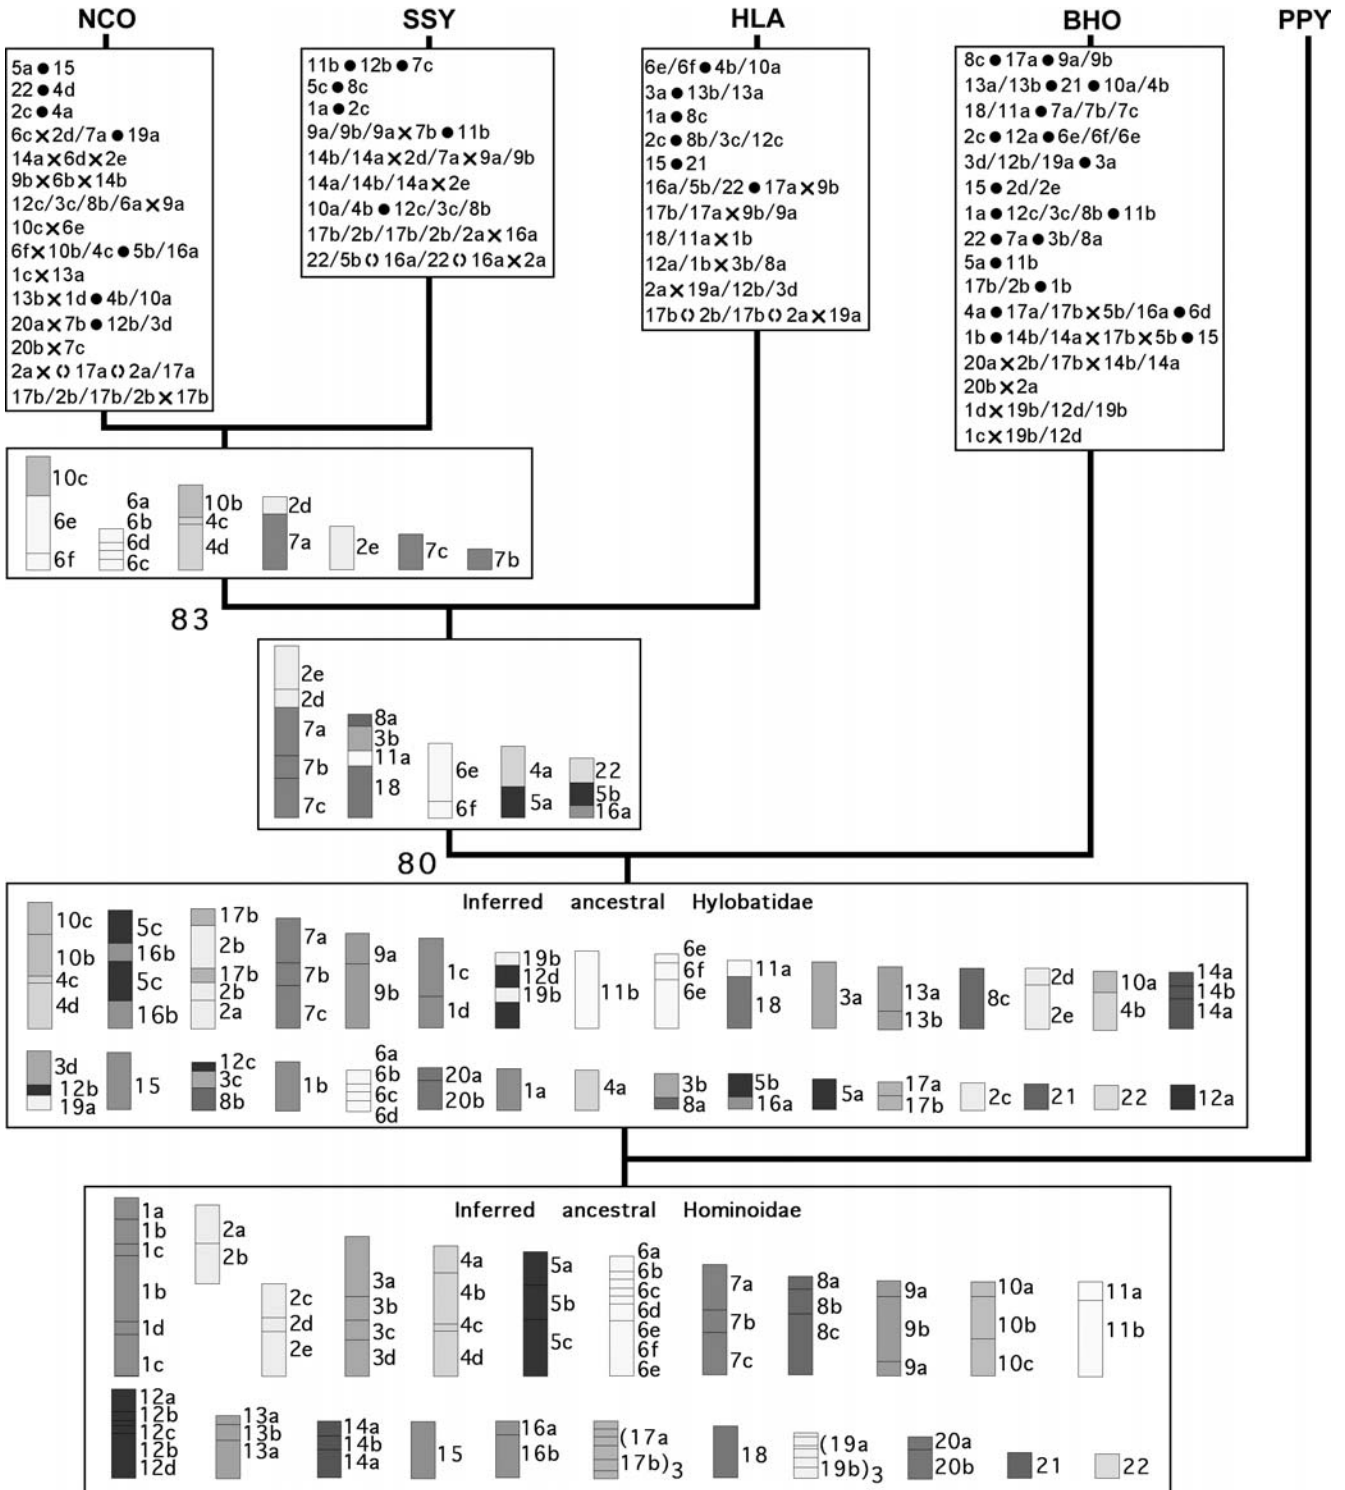 NCO SSY HLA BHO PPY
5a ● 15
22 ● 4d
2c ● 4a
6c × 2d/7a ● 19a
14a × 6d × 2e
9b × 6b × 14b
12c/3c/8b/6a × 9a
10c × 6e
6f × 10b/4c ● 5b/16a
1c × 13a
13b × 1d ● 4b/10a
20a × 7b ● 12b/3d
20b × 7c
2a × () 17a () 2a/17a
17b/2b/17b/2b × 17b
11b ● 12b ● 7c
5c ● 8c
1a ● 2c
9a/9b/9a × 7b ● 11b
14b/14a × 2d/7a × 9a/9b
14a/14b/14a × 2e
10a/4b ● 12c/3c/8b
17b/2b/17b/2b/2a × 16a
22/5b () 16a/22 () 16a × 2a
6e/6f ● 4b/10a
3a ● 13b/13a
1a ● 8c
2c ● 8b/3c/12c
15 ● 21
16a/5b/22 ● 17a × 9b
17b/17a × 9b/9a
18/11a × 1b
12a/1b × 3b/8a
2a × 19a/12b/3d
17b () 2b/17b () 2a × 19a
8c ● 17a ● 9a/9b
13a/13b ● 21 ● 10a/4b
18/11a ● 7a/7b/7c
2c ● 12a ● 6e/6f/6e
3d/12b/19a ● 3a
15 ● 2d/2e
1a ● 12c/3c/8b ● 11b
22 ● 7a ● 3b/8a
5a ● 11b
17b/2b ● 1b
4a ● 17a/17b × 5b/16a ● 6d
1b ● 14b/14a × 17b × 5b ● 15
20a × 2b/17b × 14b/14a
20b × 2a
1d × 19b/12d/19b
1c × 19b/12d
10c
6e
6f
6a
6b
6d
6c
10b
4c
4d
2d
7a
2e
7c
7b
83
2e
2d
7a
7b
7c
8a
3b
11a
18
6e
6f
4a
5a
22
5b
16a
80
Inferred ancestral Hylobatidae
10c
10b
4c
4d
5c
16b
5c
16b
17b
2b
17b
2b
2a
7a
7b
7c
9a
9b
1c
1d
19b
12d
19b
11b
6e
6f
6e
11a
18
3a
13a
13b
8c
2d
2e
10a
4b
14a
14b
14a
3d
12b
19a
15
12c
3c
8b
1b
6a
6b
6c
6d
20a
20b
1a
4a
3b
8a
5b
16a
5a
17a
17b
2c
21
22
12a
Inferred ancestral Hominoidae
1a
1b
1c
1b
1d
1c
2a
2b
2c
2d
2e
3a
3b
3c
3d
4a
4b
4c
4d
5a
5b
5c
6a
6b
6c
6d
6e
6f
6e
7a
7b
7c
8a
8b
8c
9a
9b
9a
10a
10b
10c
11a
11b
12a
12b
12c
12b
12d
13a
13b
13a
14a
14b
14a
15
16a
16b
(17a
17b)3
18
(19a
19b)3
20a
20b
21
22